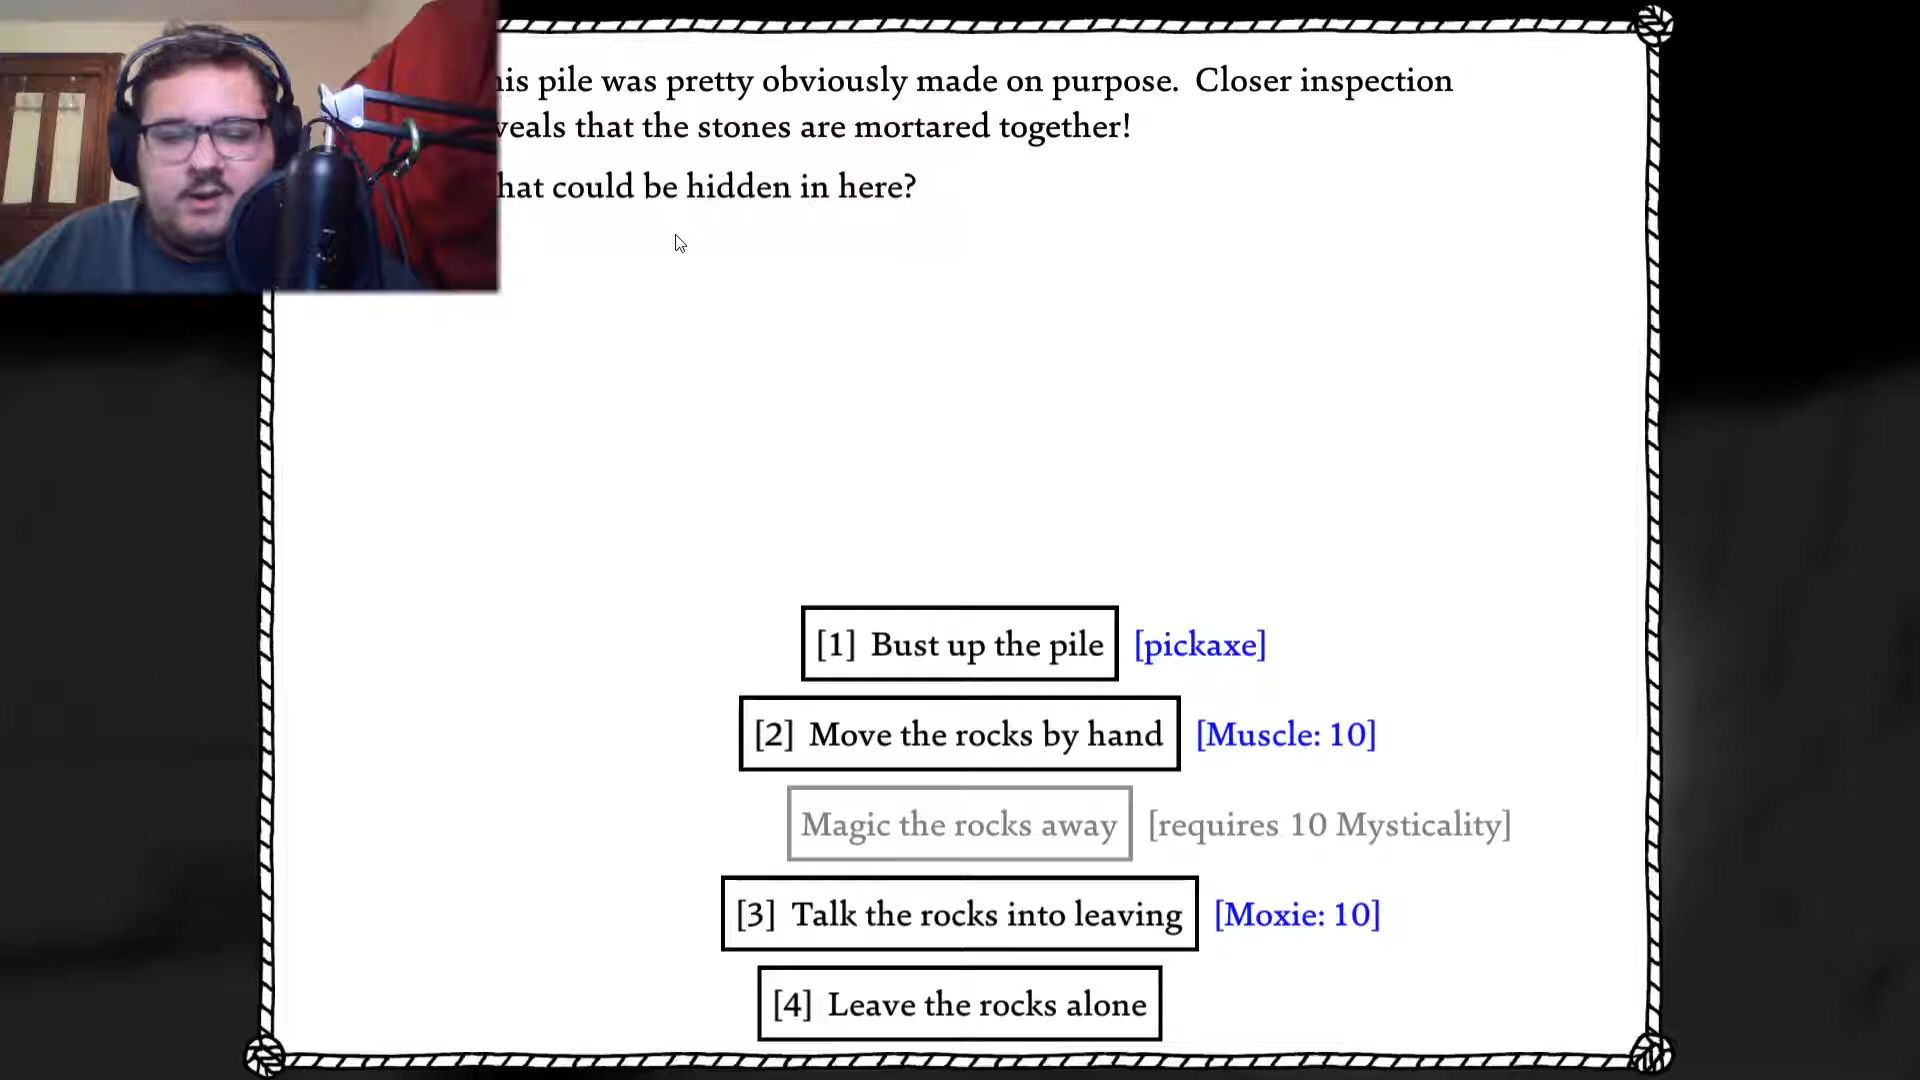 his pile was pretty obviously made on purpose. Closer inspection
veals that the stones are mortared together!
hat could be hidden in here?
[1] Bust up the pile [pickaxe]
[2] Move the rocks by hand [Muscle: 10]
Magic the rocks away [requires 10 Mysticality]
[3] Talk the rocks into leaving [Moxie: 10]
[4] Leave the rocks alone